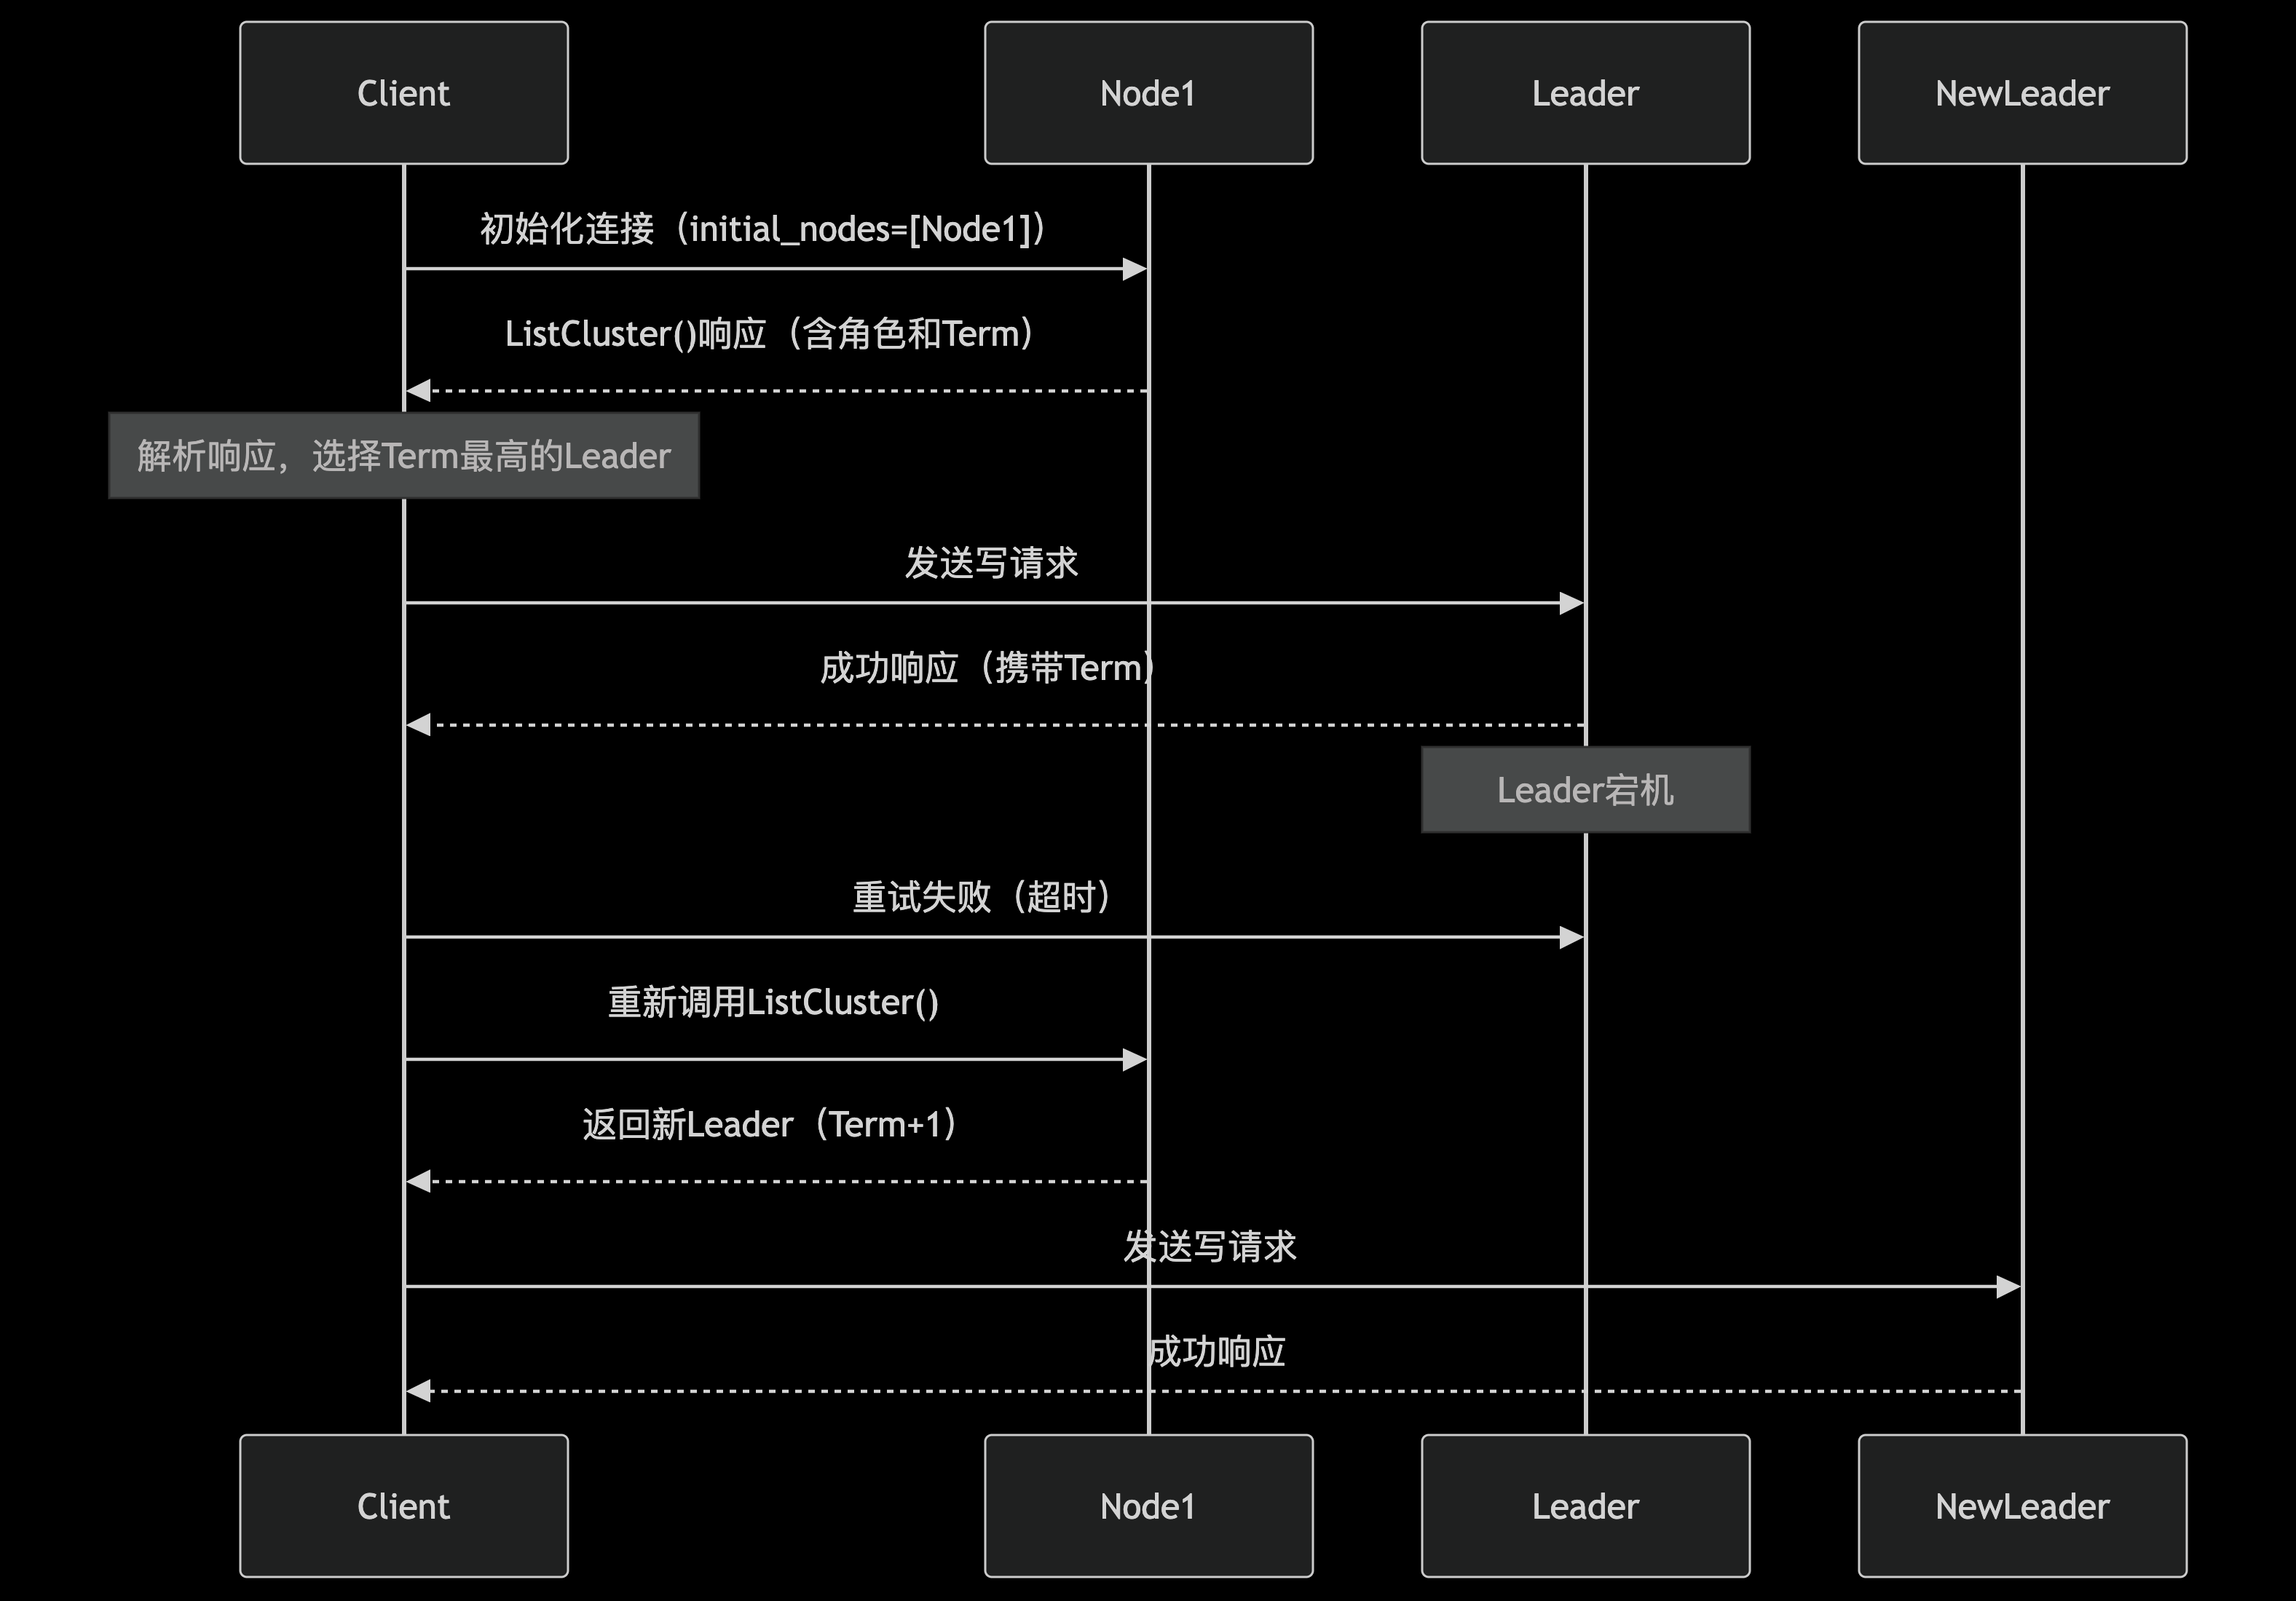 Client
Node1
Leader
NewLeader
初始化连接（initial_nodes=[Node1]）
ListCluster()响应（含角色和Term）
解析响应，选择Term最高的Leader
发送写请求
成功响应（携带Term）
Leader宕机
重试失败（超时）
重新调用ListCluster()
返回新Leader（Term+1）
发送写请求
成功响应
Client
Node1
Leader
NewLeader